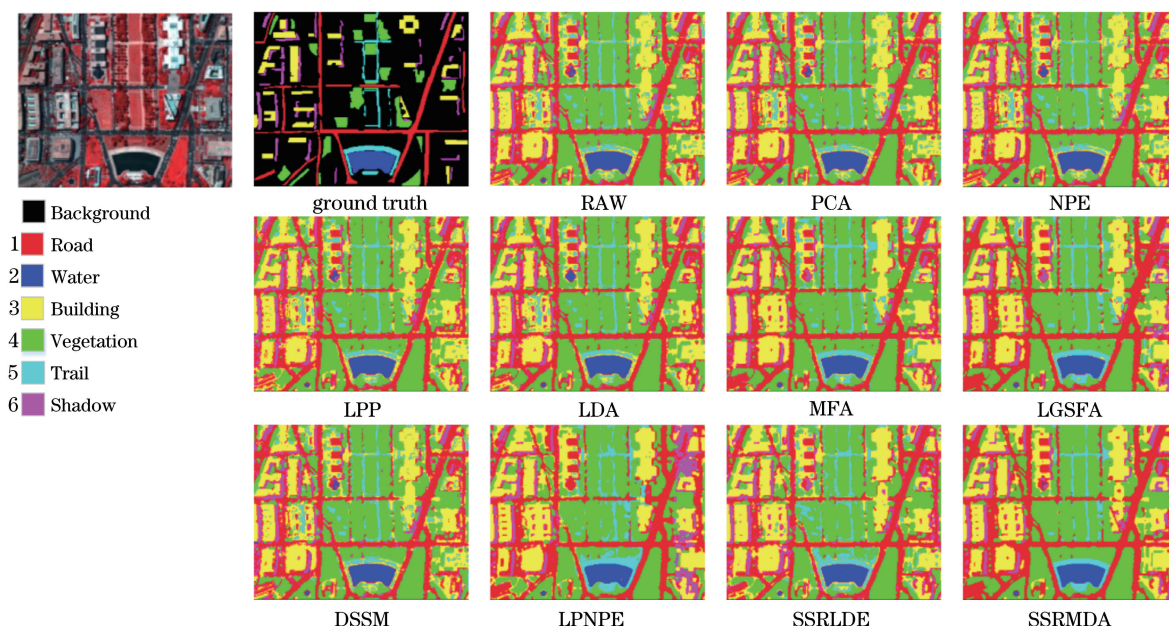 ground truth
RAW
PCA
NPE
Background
1 Road
2 Water
3 Building
4 Vegetation
5 Trail
6 Shadow
LPP
LDA
MFA
LGSFA
DSSM
LPNPE
SSRLDE
SSRMDA